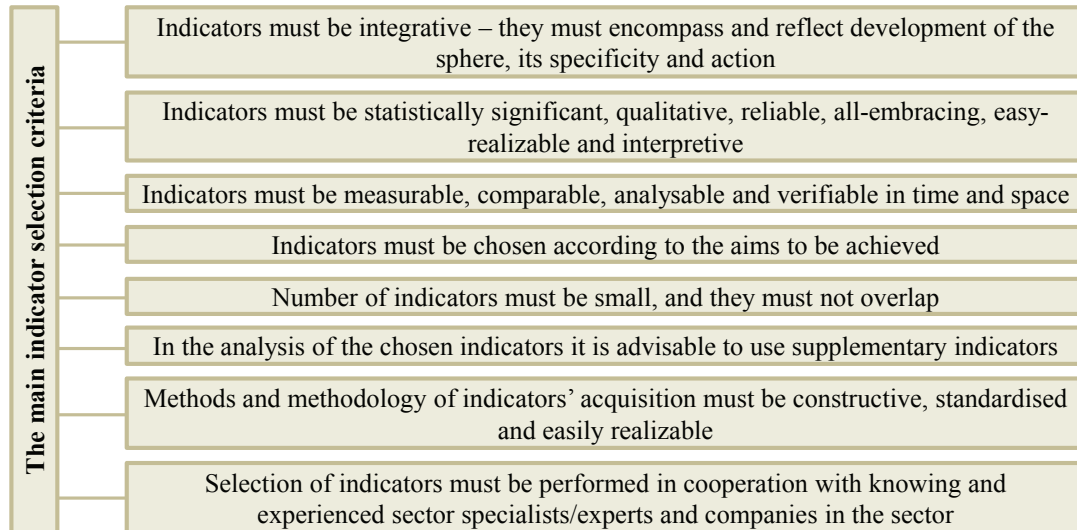 The main indicator selection criteria
Indicators must be integrative – they must encompass and reflect development of the
sphere, its specificity and action
Indicators must be statistically significant, qualitative, reliable, all-embracing, easy-
realizable and interpretive
Indicators must be measurable, comparable, analysable and verifiable in time and space
Indicators must be chosen according to the aims to be achieved
Number of indicators must be small, and they must not overlap
In the analysis of the chosen indicators it is advisable to use supplementary indicators
Methods and methodology of indicators’ acquisition must be constructive, standardised
and easily realizable
Selection of indicators must be performed in cooperation with knowing and
experienced sector specialists/experts and companies in the sector